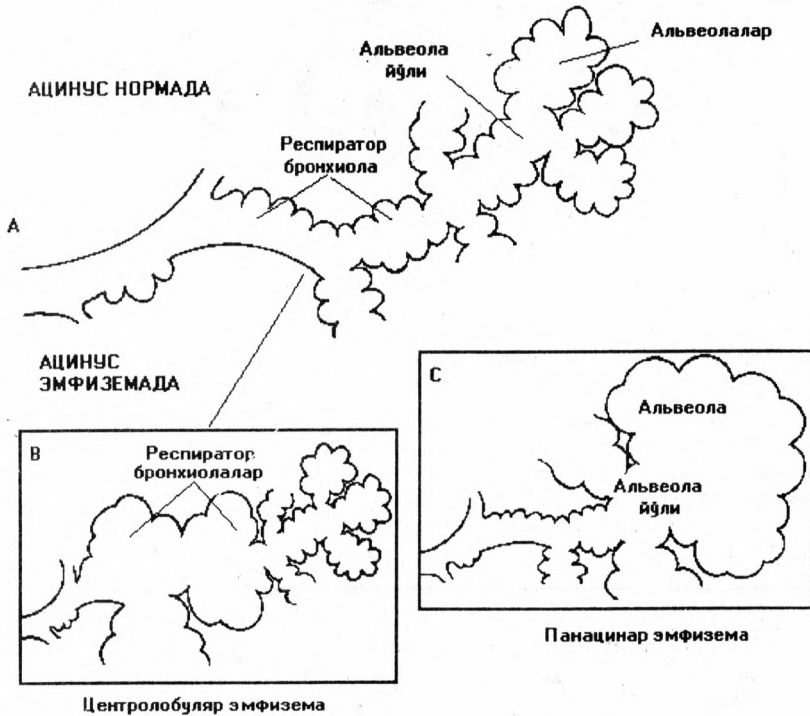 АЦИНУС НОРМАДА
Альвеола
йўли
Альвеолалар
Респиратор
бронхиола
А
АЦИНУС
ЭМФИЗЕМАДА
В
Респиратор
бронхиолалар
Центролобуляр эмфизема
С
Альвеола
Альвеола
йўли
Панацинар эмфизема